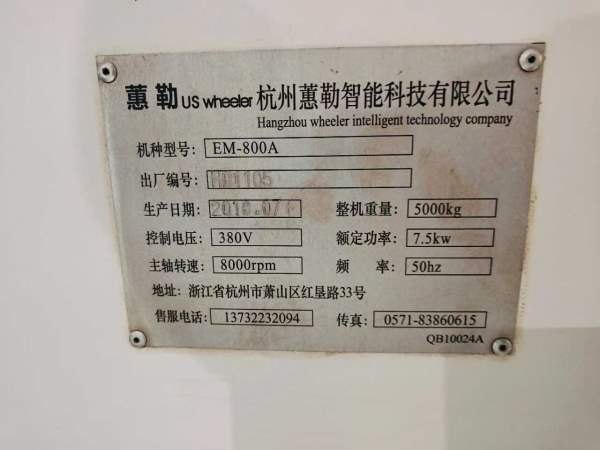 蕙勒 US wheeler 杭州蕙勒智能科技有限公司
Hangzhou wheeler intelligent technology company
机种型号: EM-800A
出厂编号:
生产日期: 2018.07 整机重量: 5000kg
控制电压: 380V 额定功率: 7.5kw
主轴转速: 8000rpm 频 率: 50hz
地址: 浙江省杭州市萧山区红垦路33号
售服电话: 13732232094 传真: 0571-83860615
QB10024A